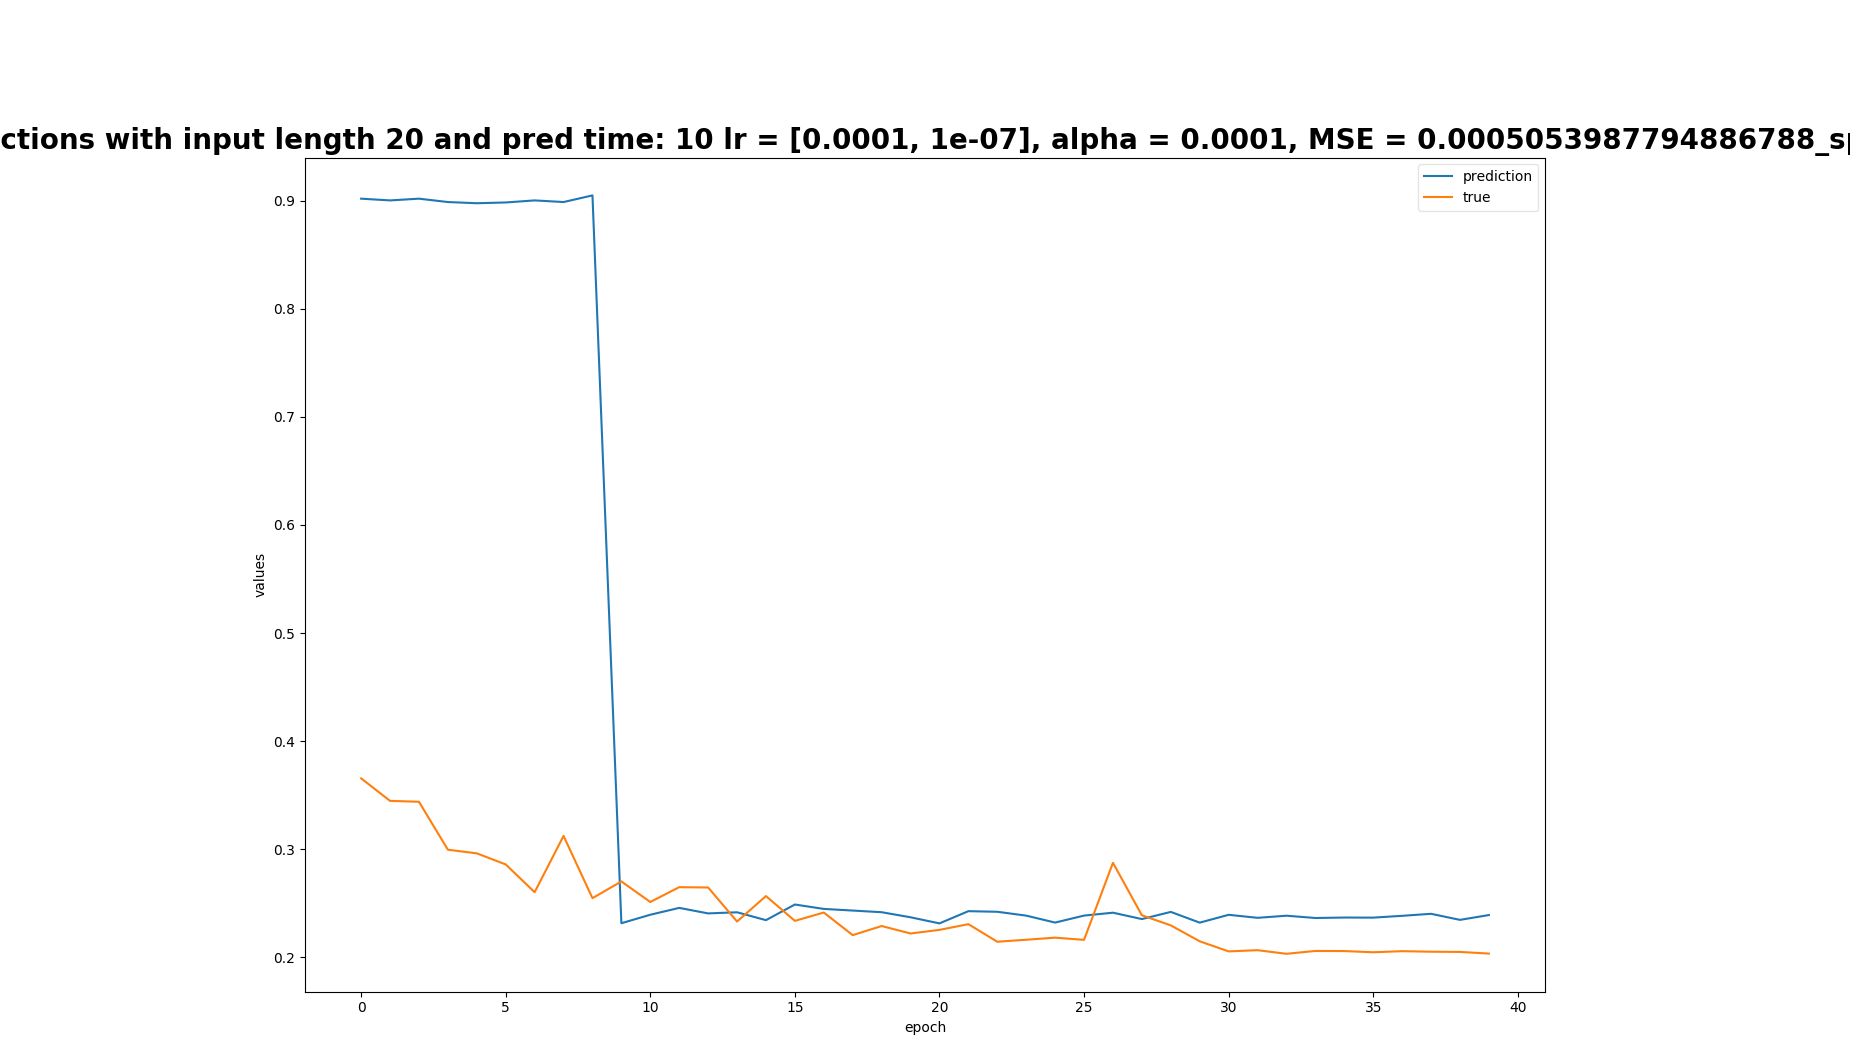 ctions with input length 20 and pred time: 10 lr = [0.0001, 1e-07], alpha = 0.0001, MSE = 0.0005053987794886788_sp
prediction
true
0.9
0.8
0.7
0.6
0.5
0.4
0.3
0.2
values
0 5 10 15 20 25 30 35 40
epoch